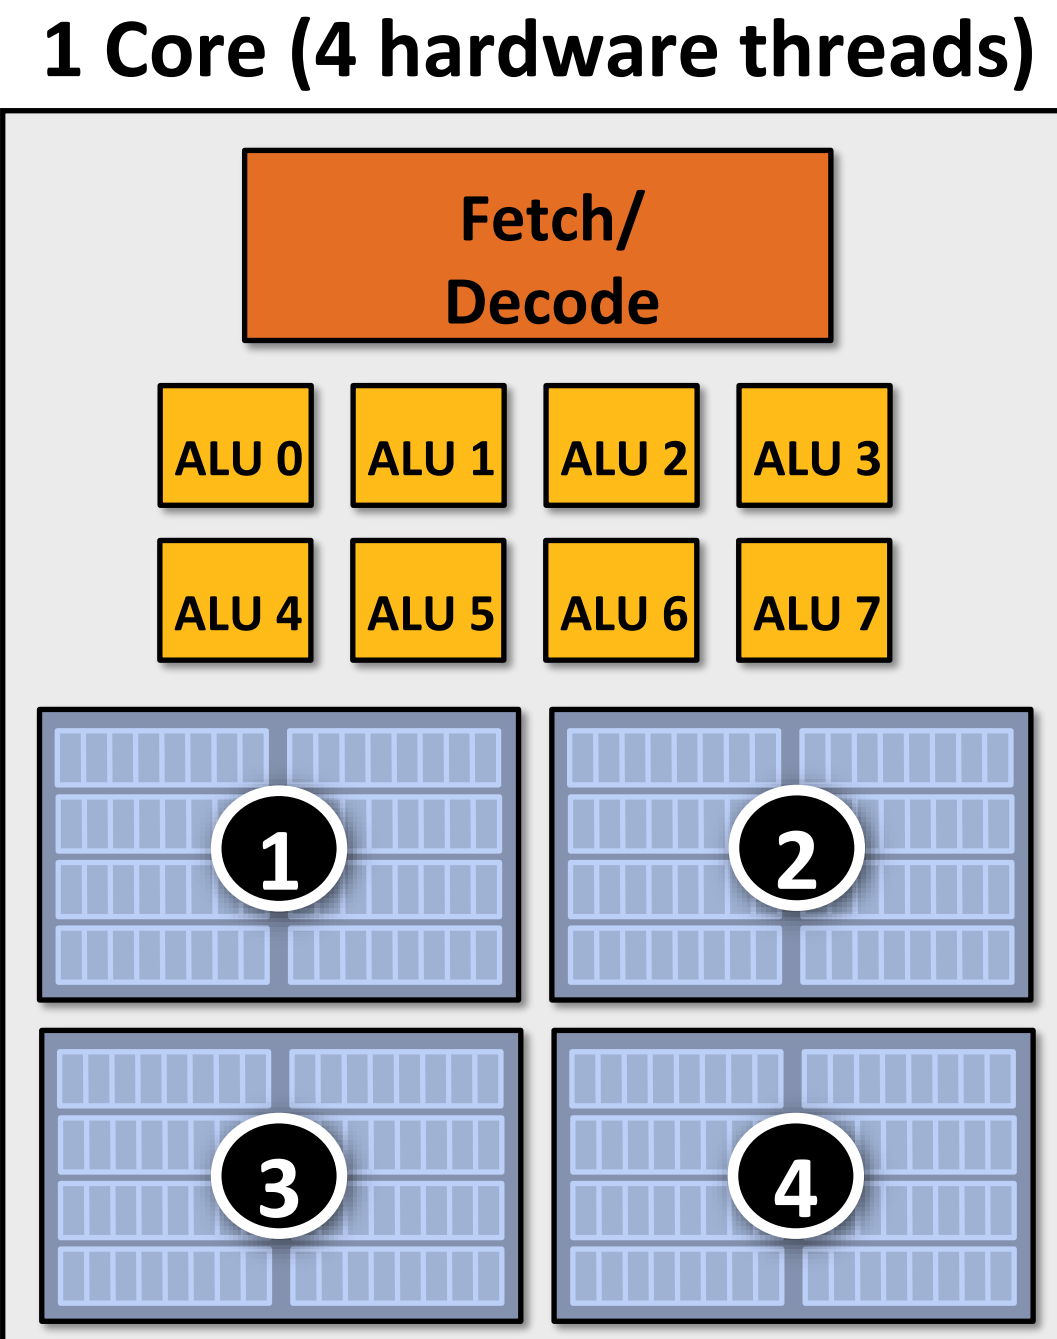 1 Core (4 hardware threads)
Fetch/
Decode
ALU 0 ALU 1 ALU 2 ALU 3
ALU 4 ALU 5 ALU 6 ALU 7
1 2
3 4